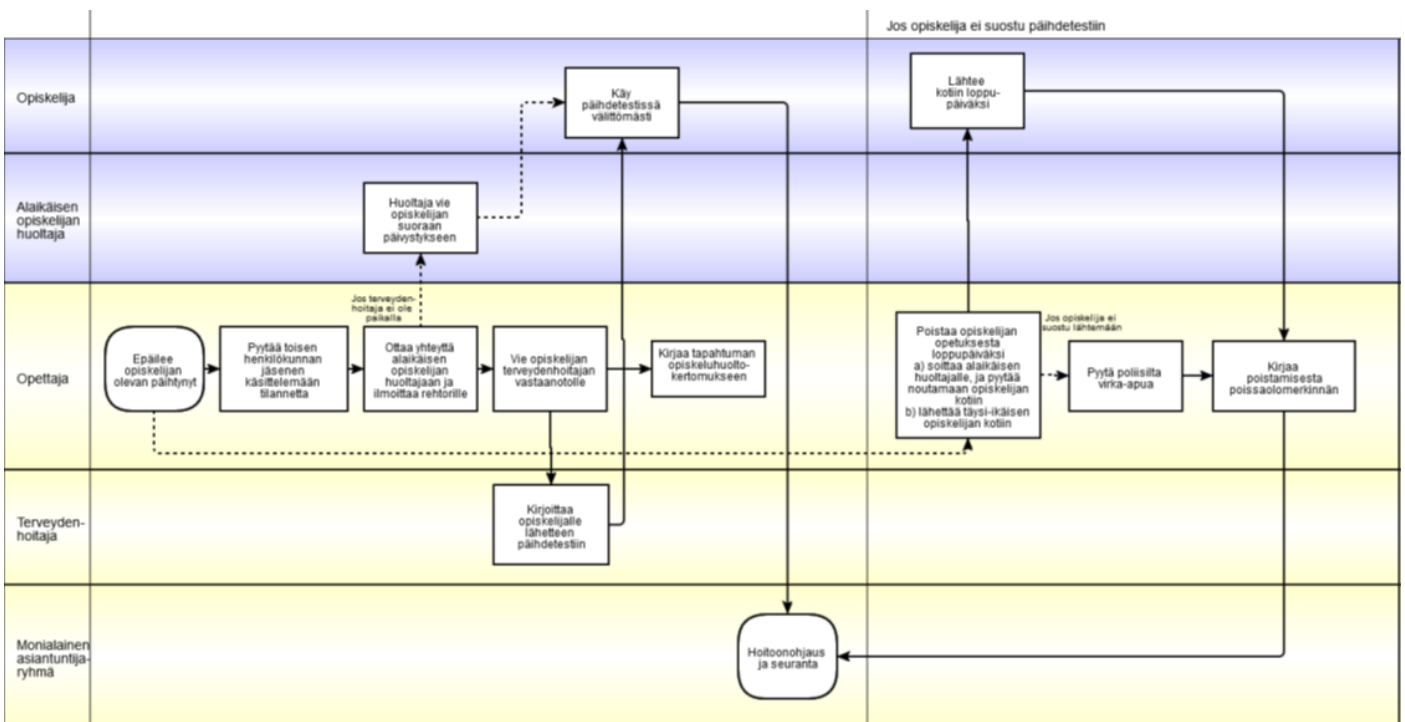 Jos opiskelija ei suostu päihdetestiin
Opiskelija
Käy
päihdetestissä
välittömästi
Lähtee
kotiin loppu-
päiväksi
Alaikäisen
opiskelijan
huoltaja
Huoltaja vie
opiskelijan
suoraan
päivystykseen
Jos terveyden-
hoitaja ei ole
paikalla
Opettaja
Epäilee
opiskelijan
olevan päihtynyt
Pyytää toisen
henkilökunnan
jäsenen
käsittelemään
tilannetta
Ottaa yhteyttä
alaikäisen
opiskelijan
huoltajaan ja
ilmoittaa rehtorille
Vie opiskelijan
terveydenhoitajan
vastaanotolle
Kirjaa tapahtuman
opiskeluhuolto-
kertomukseen
Poistaa opiskelijan
opetuksesta
loppupäiväksi
a) soittaa alaikäisen
huoltajalle, ja pyytää
noutamaan opiskelijan
kotiin
b) lähettää täysi-ikäisen
opiskelijan kotiin
Jos opiskelija ei
suostu lähtemään
Pyytä poliisilta
virka-apua
Kirjaa
poistamisesta
poissaolomerkinnän
Terveyden-
hoitaja
Kirjoittaa
opiskelijalle
lähetteen
päihdetestiin
Monialainen
asiantuntija-
ryhmä
Hoitoonohjaus
ja seuranta